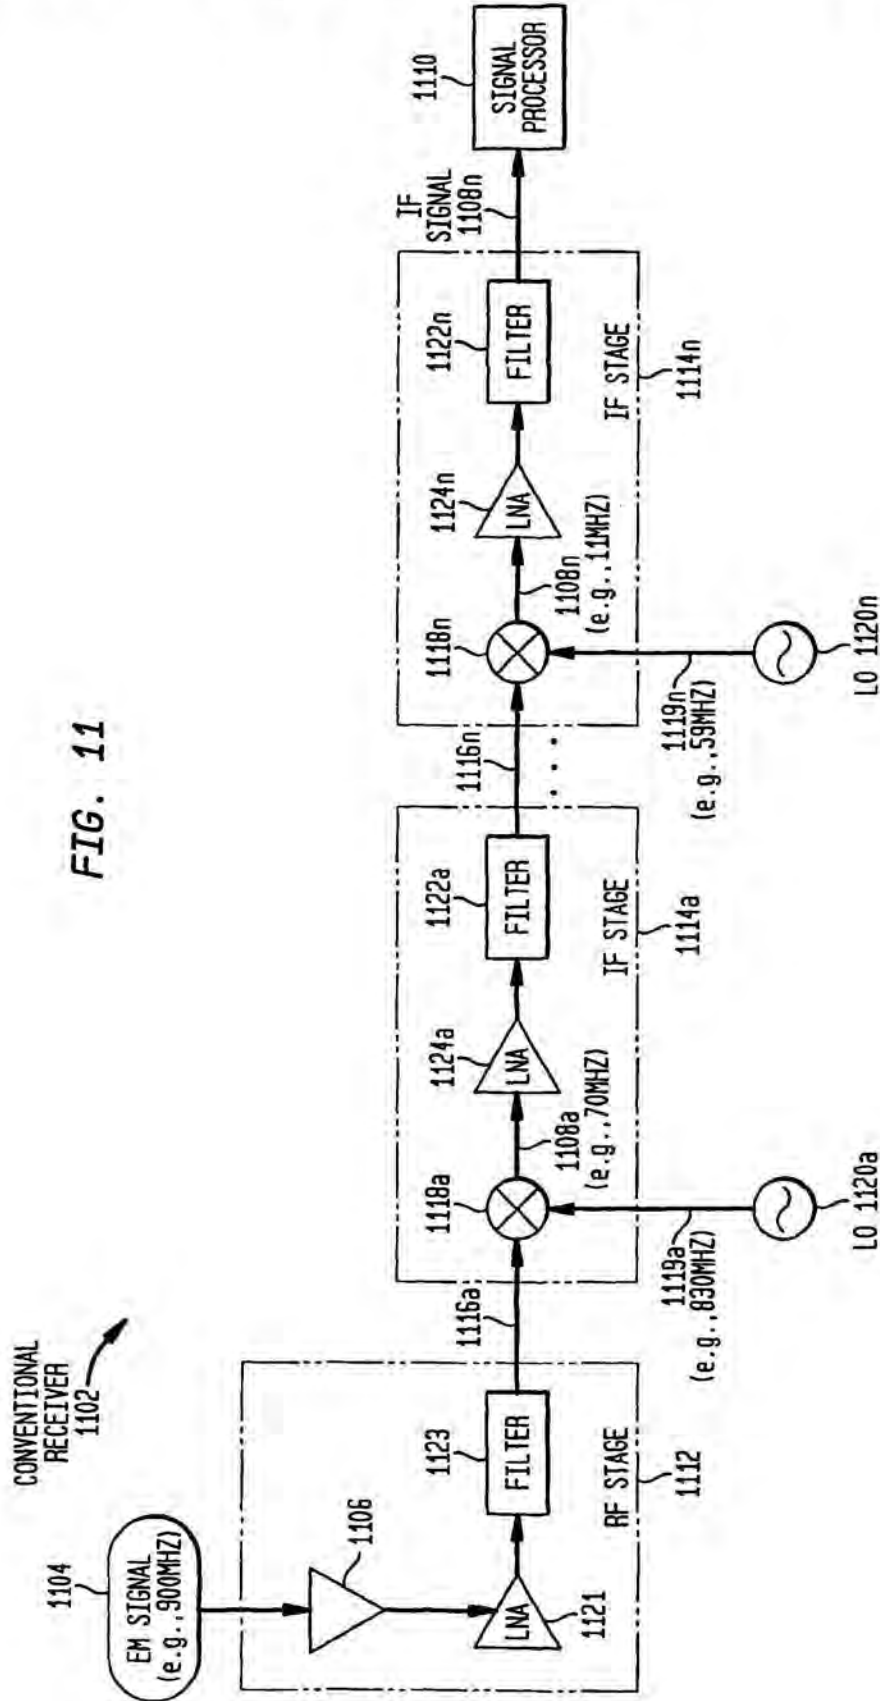 FIG. 11
CONVENTIONAL
RECEIVER
1102
1104
EM SIGNAL
(e.g.,900MHZ)
1106
LNA
1121
1123
FILTER
RF STAGE
1112
1116a
1118a
1108a
(e.g.,70MHZ)
1119a
(e.g.,830MHZ)
LO 1120a
1124a
LNA
1122a
FILTER
IF STAGE
1114a
1116n
. . .
1118n
1108n
(e.g.,11MHZ)
1119n
(e.g.,59MHZ)
LO 1120n
1124n
LNA
1122n
FILTER
IF STAGE
1114n
IF
SIGNAL
1108n
1110
SIGNAL
PROCESSOR